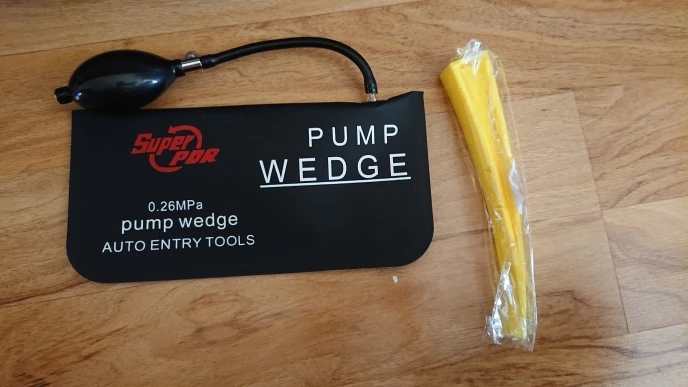 Super
PDR
PUMP
WEDGE
0.26MPa
pump wedge
AUTO ENTRY TOOLS